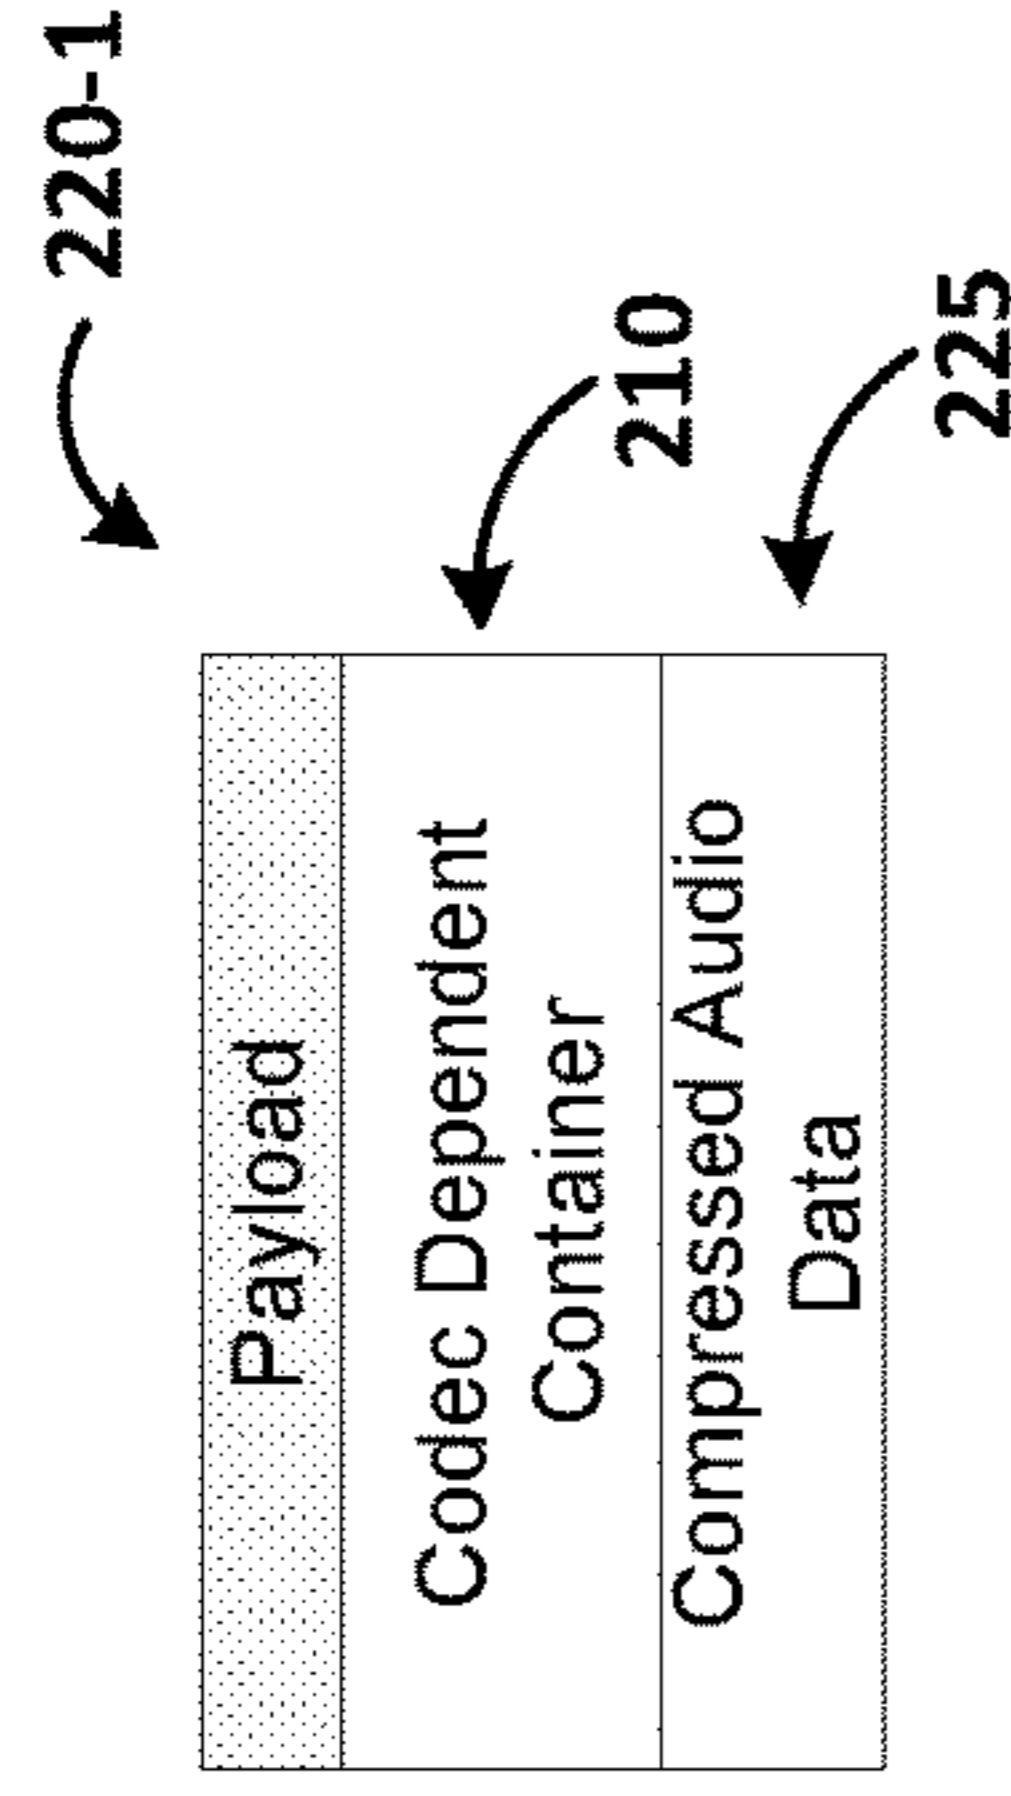 220-1
Payload
Codec Dependent
Container
210
Compressed Audio
Data
225